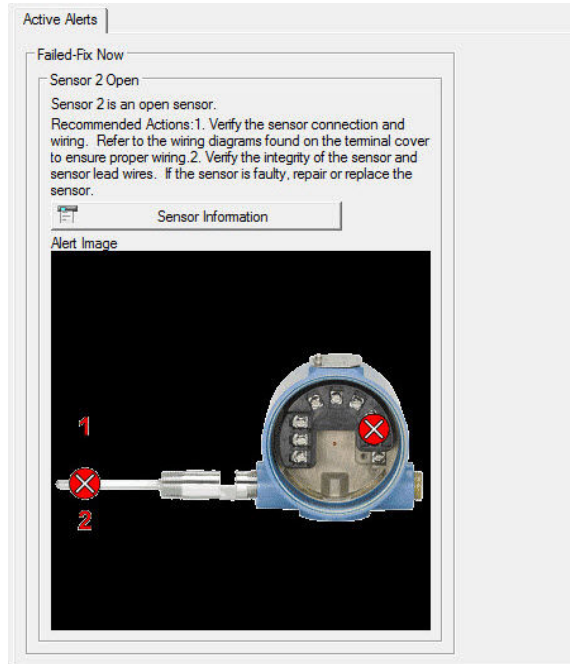 Active Alerts
Failed-Fix Now
Sensor 2 Open
Sensor 2 is an open sensor.
Recommended Actions:1. Verify the sensor connection and
wiring.  Refer to the wiring diagrams found on the terminal cover
to ensure proper wiring.2. Verify the integrity of the sensor and
sensor lead wires.  If the sensor is faulty, repair or replace the
sensor.
Sensor Information
Alert Image
1
2